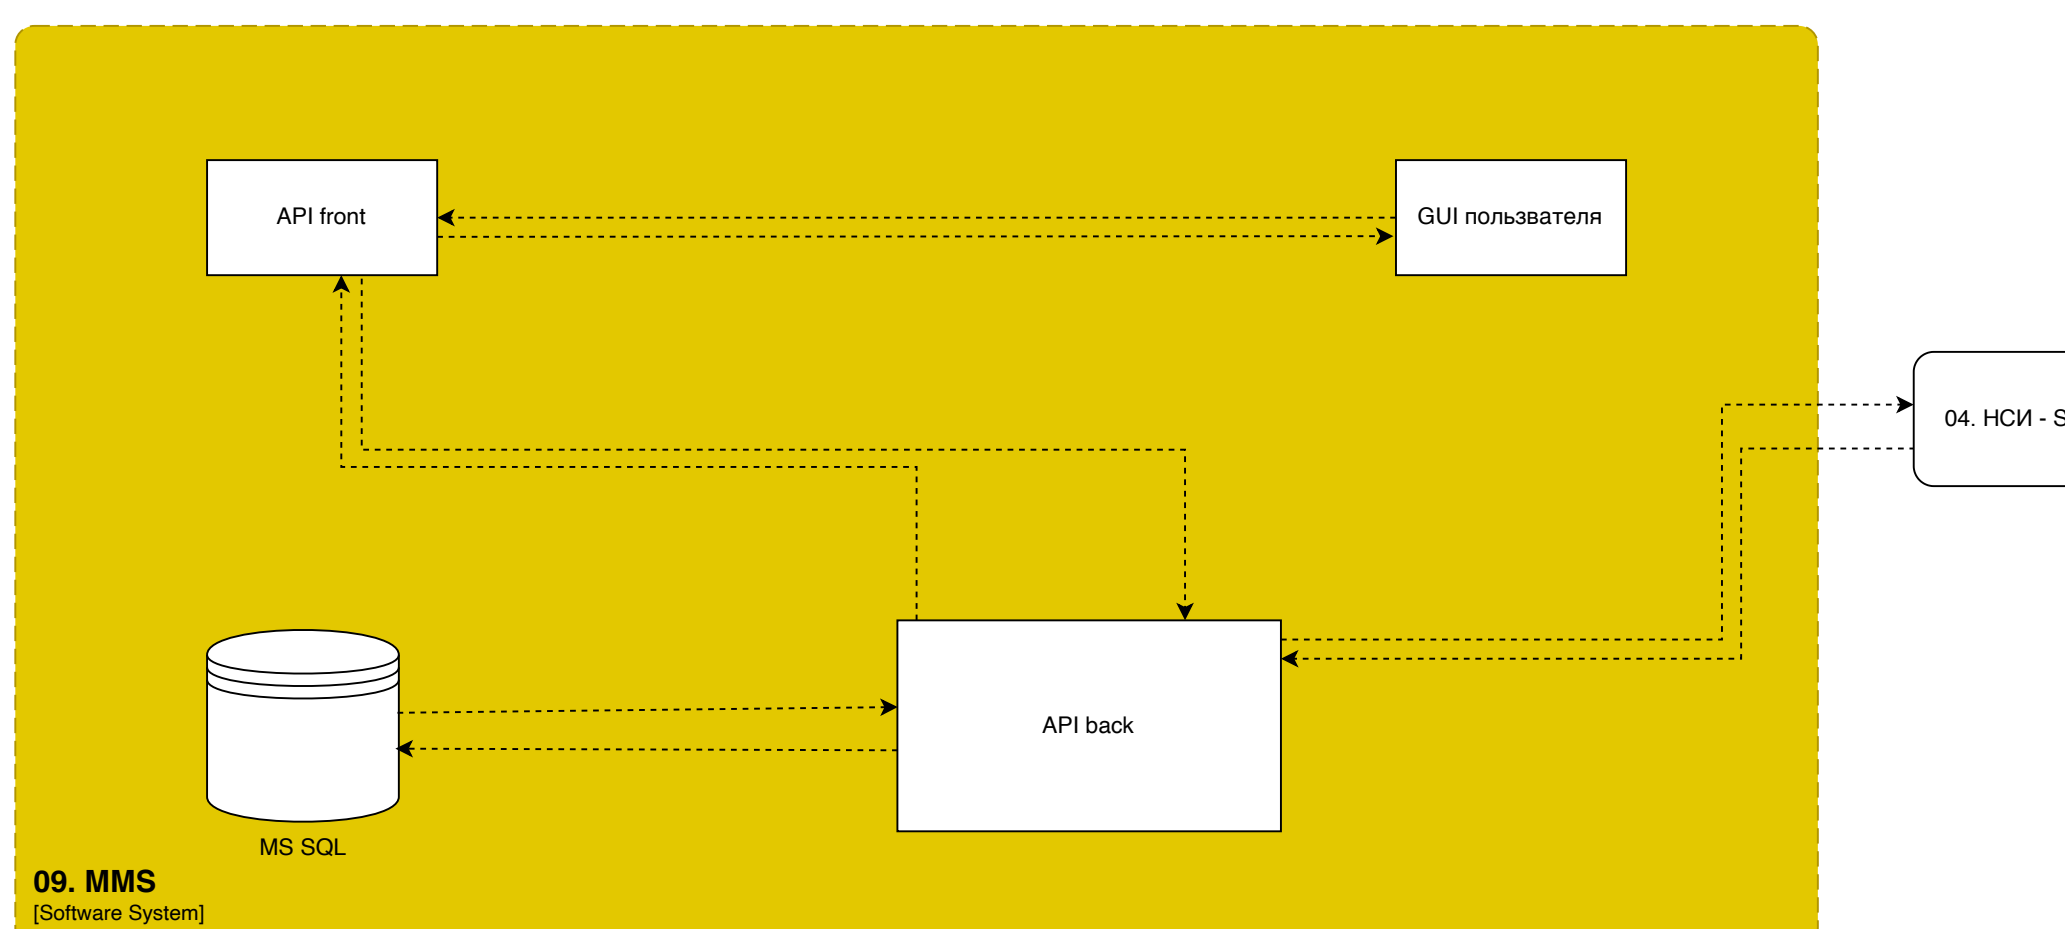 API front
GUI пользвателя
04. НСИ - S
API back
MS SQL
09. MMS
[Software System]